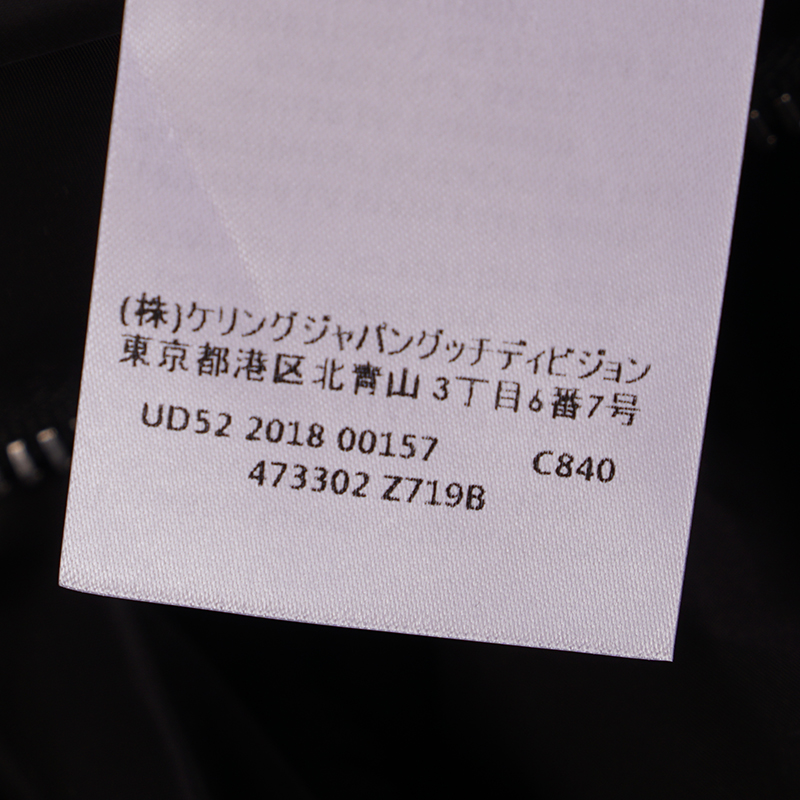 (株)ケリングジャパングッチディビジョン
東京都港区北青山3丁目6番7号
UD52 2018 00157 C840
473302 Z719B